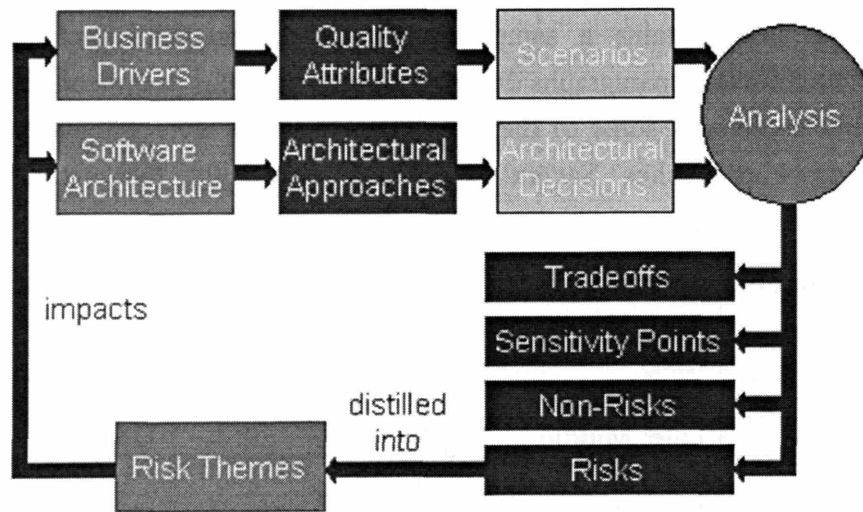 Business
Drivers
Quality
Attributes
Scenarios
Analysis
Software
Architecture
Architectural
Approaches
Architectural
Decisions
impacts
Tradeoffs
Sensitivity Points
Non-Risks
distilled
into
Risk Themes
Risks